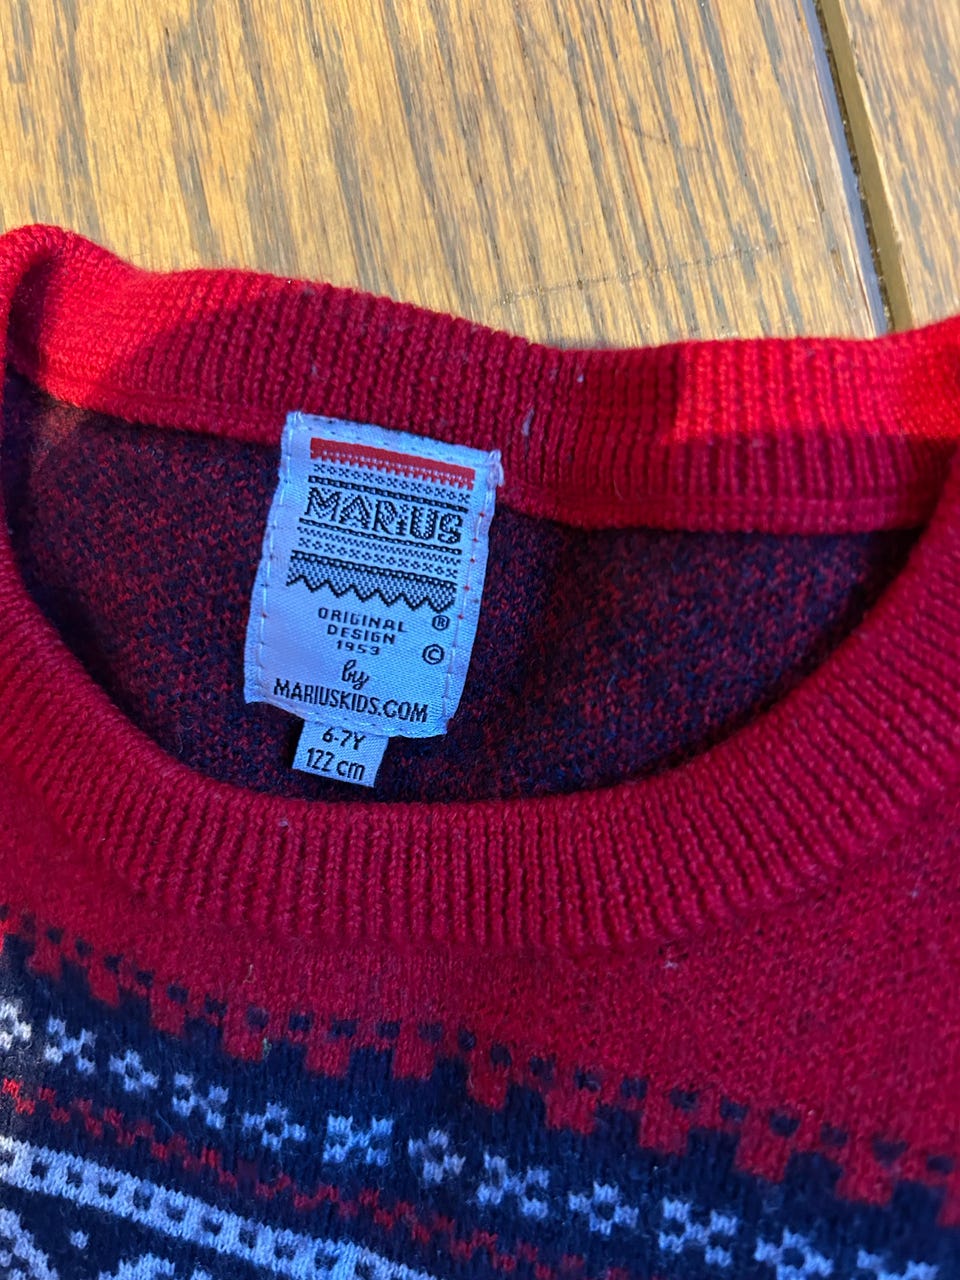 MARiUS
ORIGINAL ®
DESIGN
1953 ©
by
MARIUSKIDS.COM
6-7Y
122 cm